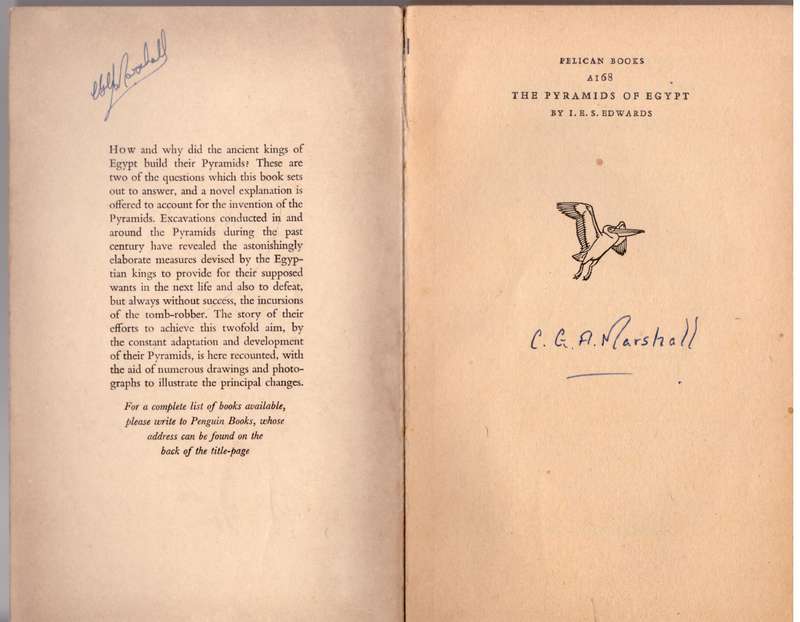 Marshall
How and why did the ancient kings of
Egypt build their Pyramids? These are
two of the questions which this book sets
out to answer, and a novel explanation is
offered to account for the invention of the
Pyramids. Excavations conducted in and
around the Pyramids during the past
century have revealed the astonishingly
elaborate measures devised by the Egyp-
tian kings to provide for their supposed
wants in the next life and also to defeat,
but always without success, the incursions
of the tomb-robber. The story of their
efforts to achieve this twofold aim, by
the constant adaptation and development
of their Pyramids, is here recounted, with
the aid of numerous drawings and photo-
graphs to illustrate the principal changes.
For a complete list of books available,
please write to Penguin Books, whose
address can be found on the
back of the title-page
PELICAN BOOKS
A168
THE PYRAMIDS OF EGYPT
BY I. E. S. EDWARDS
C. G. A. Marshall